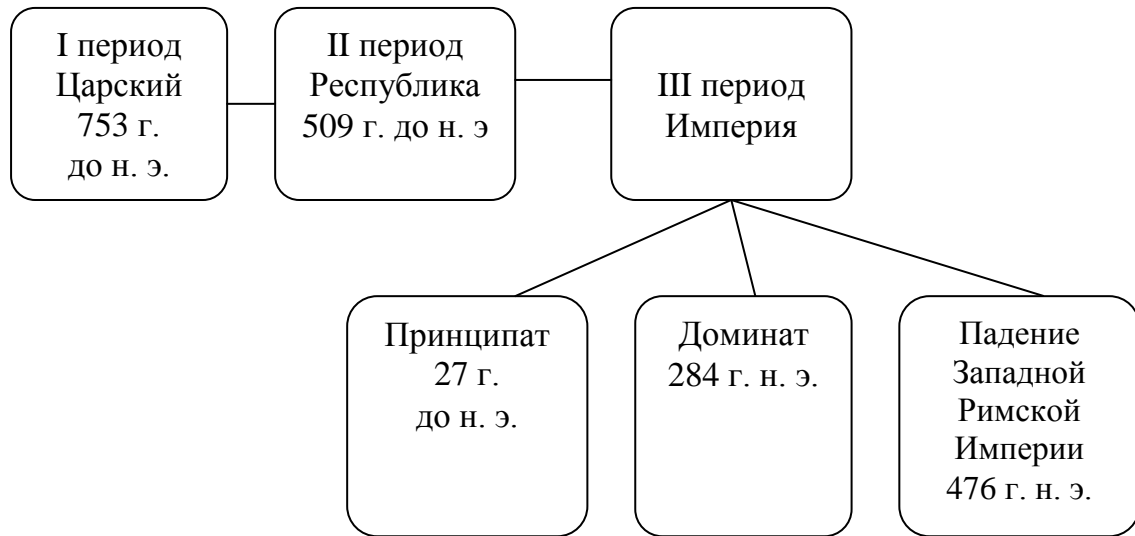 I период
Царский
753 г.
до н. э.
II период
Республика
509 г. до н. э
III период
Империя
Принципат
27 г.
до н. э.
Доминат
284 г. н. э.
Падение
Западной
Римской
Империи
476 г. н. э.